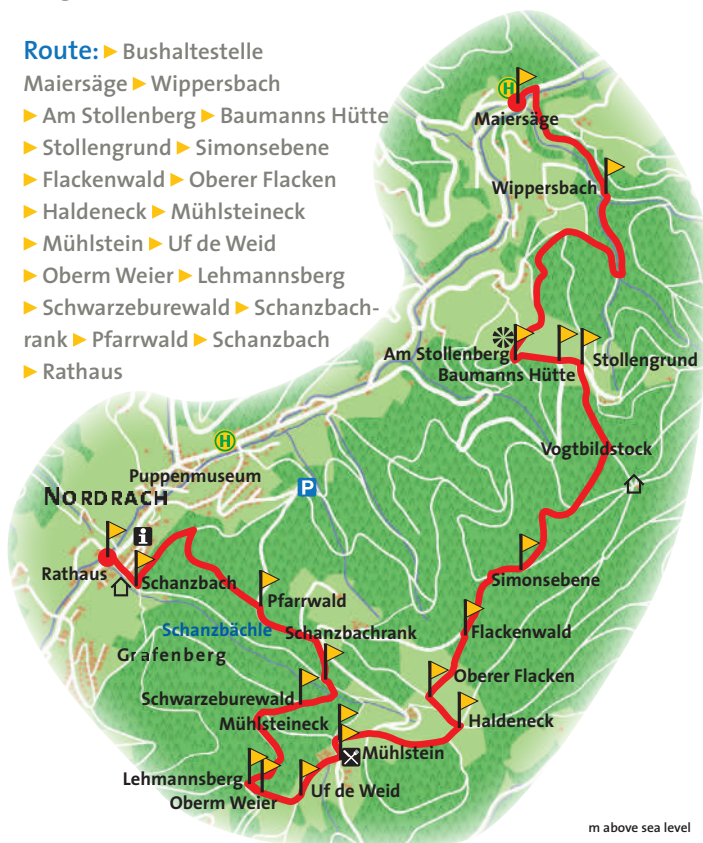 Route: ► Bushaltestelle
Maiersäge ► Wippersbach
► Am Stollenberg ► Baumanns Hütte
► Stollengrund ► Simonsebene
► Flackenwald ► Oberer Flacken
► Haldeneck ► Mühlsteineck
► Mühlstein ► Uf de Weid
► Oberm Weier ► Lehmannsberg
► Schwarzeburewald ► Schanzbach-
rank ► Pfarrwald ► Schanzbach
► Rathaus
H
Maiersäge
Wippersbach
Am Stollenberg
Baumanns Hütte
Stollengrund
Vogtbildstock
H
Puppenmuseum
P
NORDRACH
i
Rathaus
Schanzbach
Simonsebene
Pfarrwald
Schanzbächle
Schanzbachrank
Flackenwald
Grafenberg
Oberer Flacken
Schwarzeburewald
Haldeneck
Mühlsteineck
Mühlstein
Lehmannsberg
Uf de Weid
Oberm Weier
m above sea level